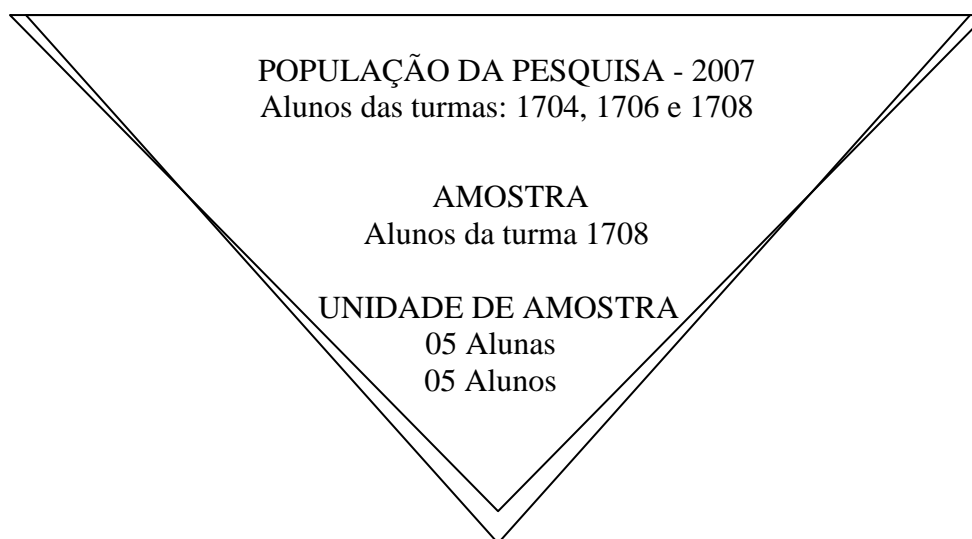 POPULAÇÃO DA PESQUISA - 2007
Alunos das turmas: 1704, 1706 e 1708
AMOSTRA
Alunos da turma 1708
UNIDADE DE AMOSTRA
05 Alunas
05 Alunos